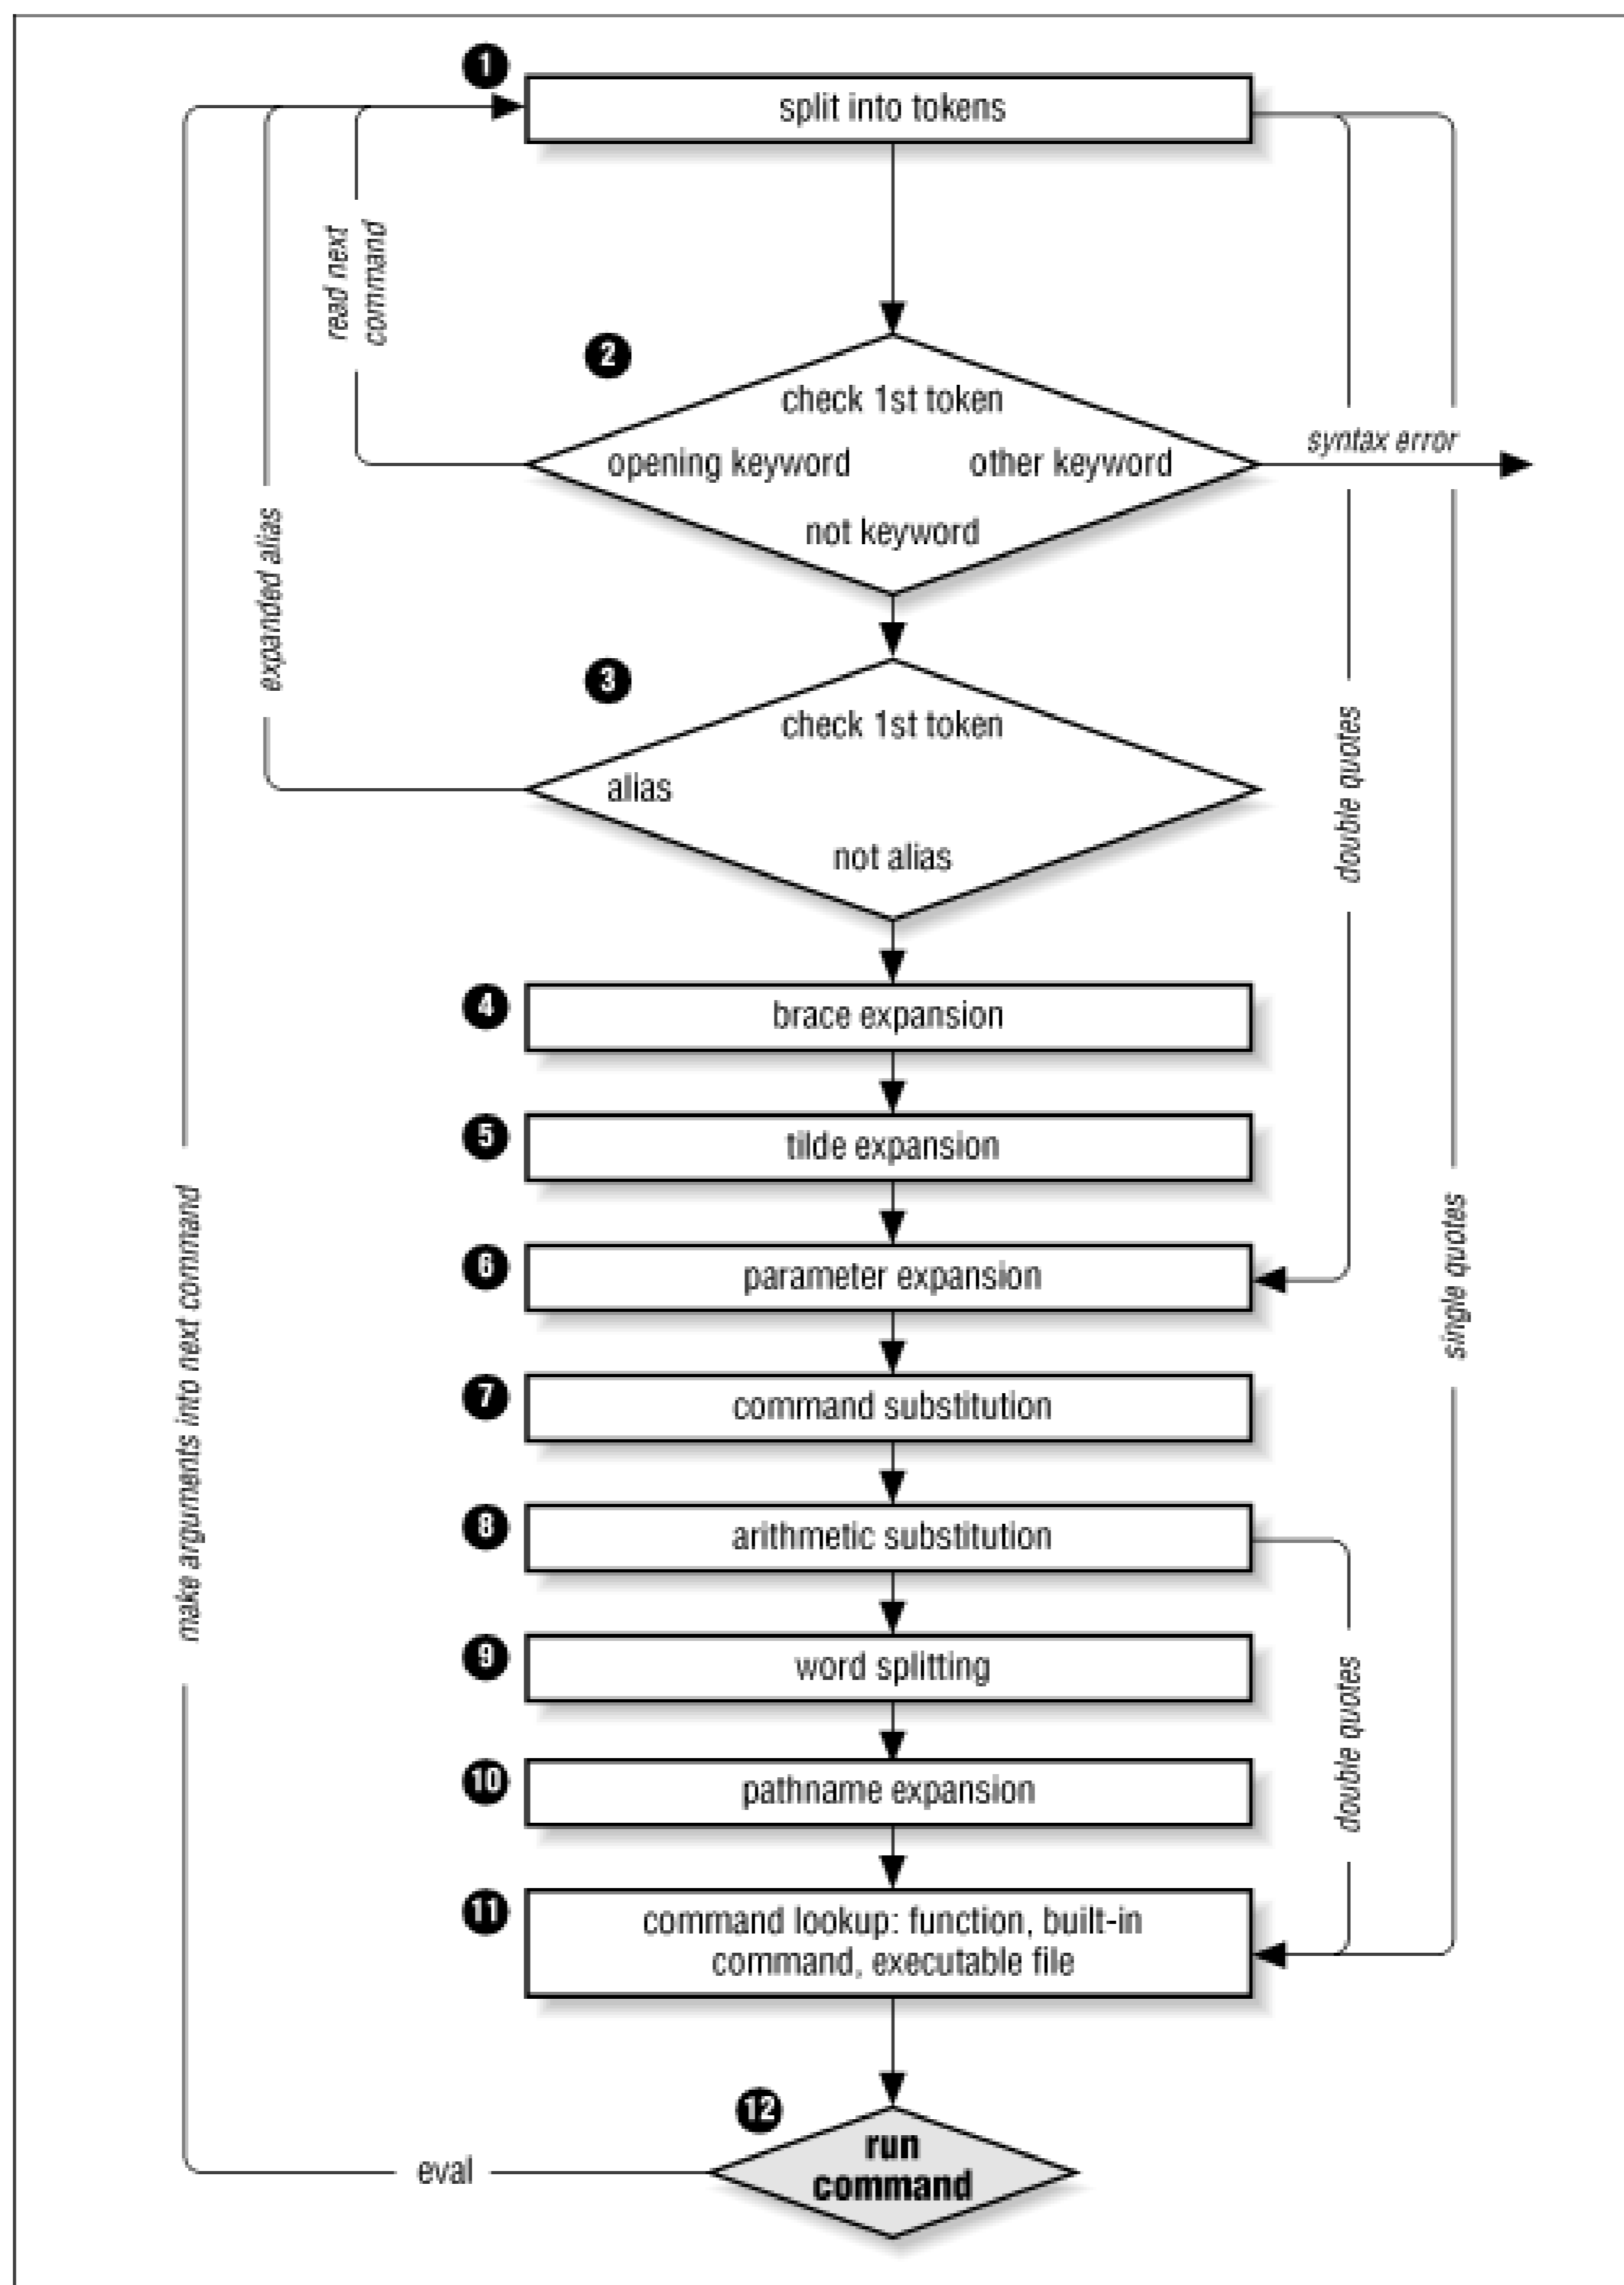 1
split into tokens
read next
command
2
check 1st token
opening keyword
other keyword
not keyword
syntax error
expanded alias
3
check 1st token
alias
not alias
double quotes
4
brace expansion
5
tilde expansion
6
parameter expansion
single quotes
make arguments into next command
7
command substitution
8
arithmetic substitution
9
word splitting
double quotes
10
pathname expansion
11
command lookup: function, built-in
command, executable file
12
run
command
eval